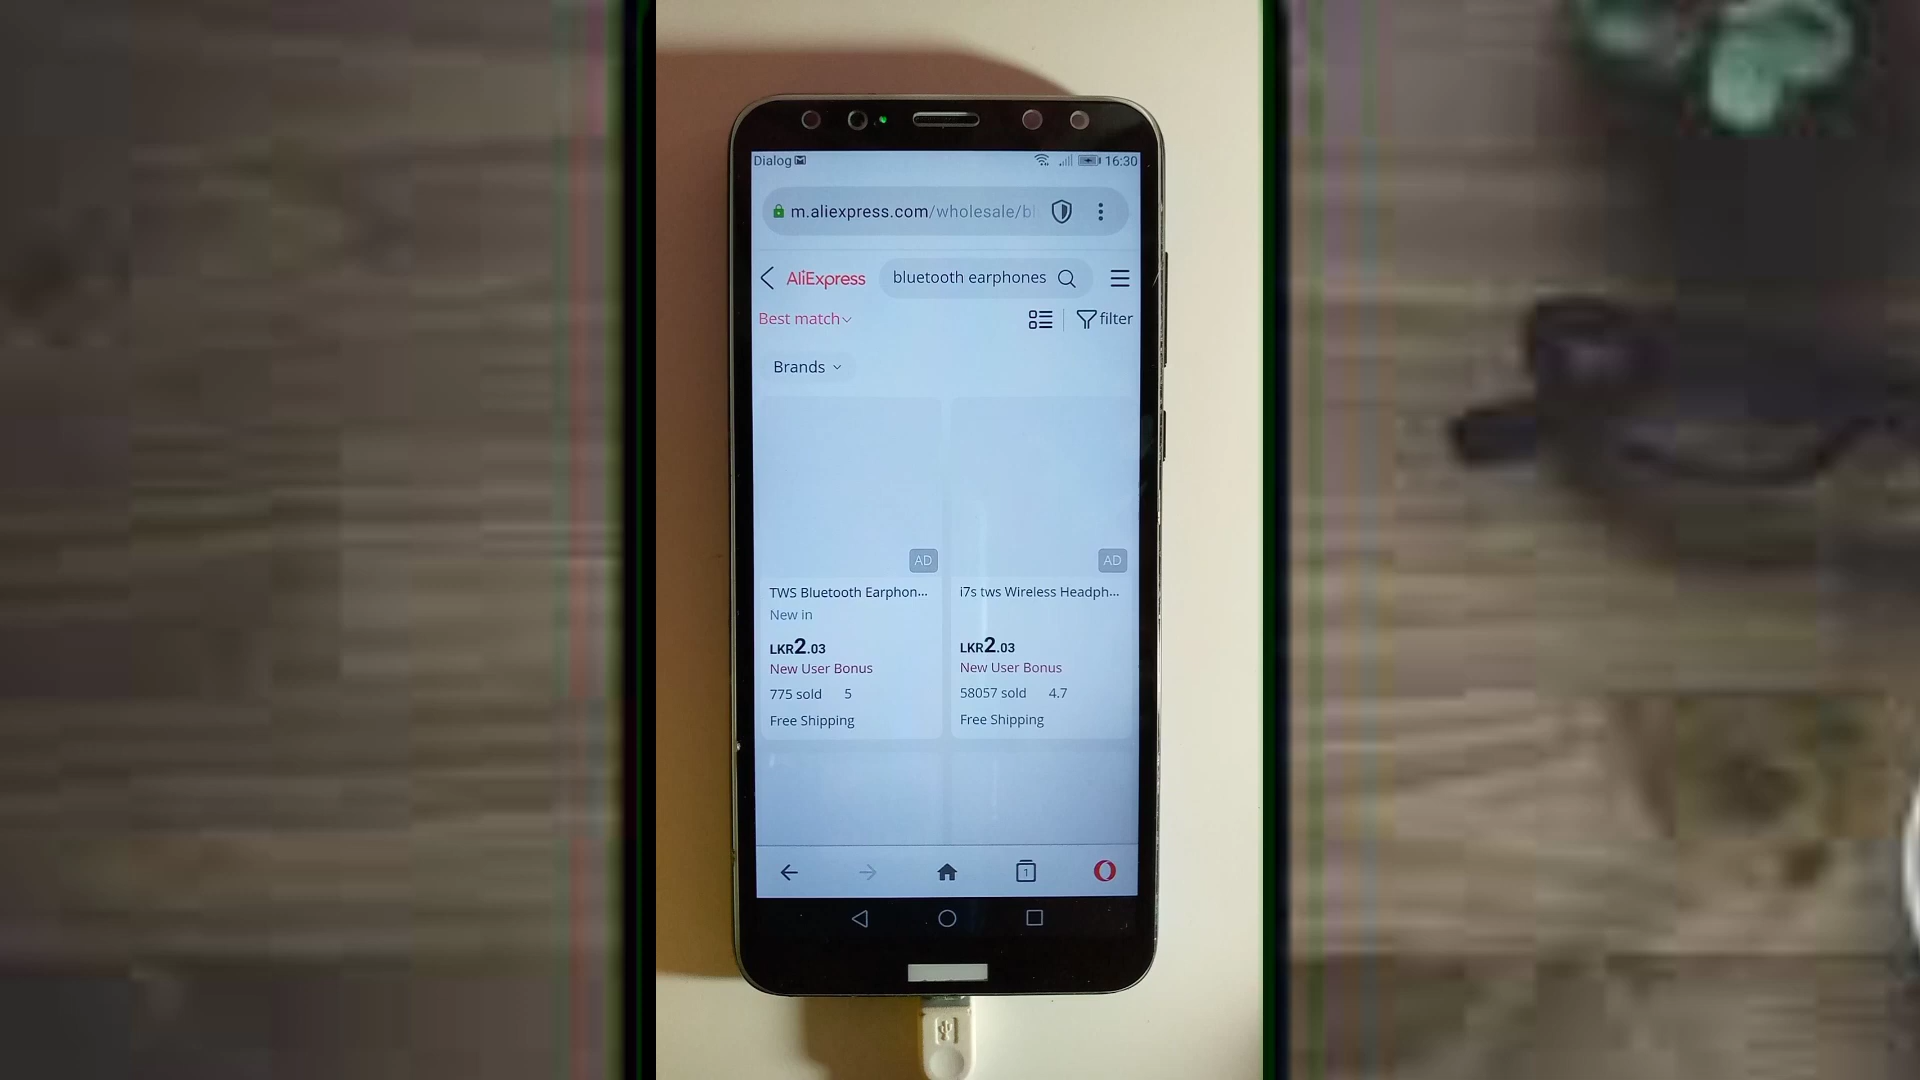 Dialog
16:30
m.aliexpress.com/wholesale/bl
AliExpress
bluetooth earphones
Best match
filter
Brands
AD
AD
TWS Bluetooth Earphon...
i7s tws Wireless Headph...
New in
LKR2.03
LKR2.03
New User Bonus
New User Bonus
775 sold 5
58057 sold 4.7
Free Shipping
Free Shipping
1